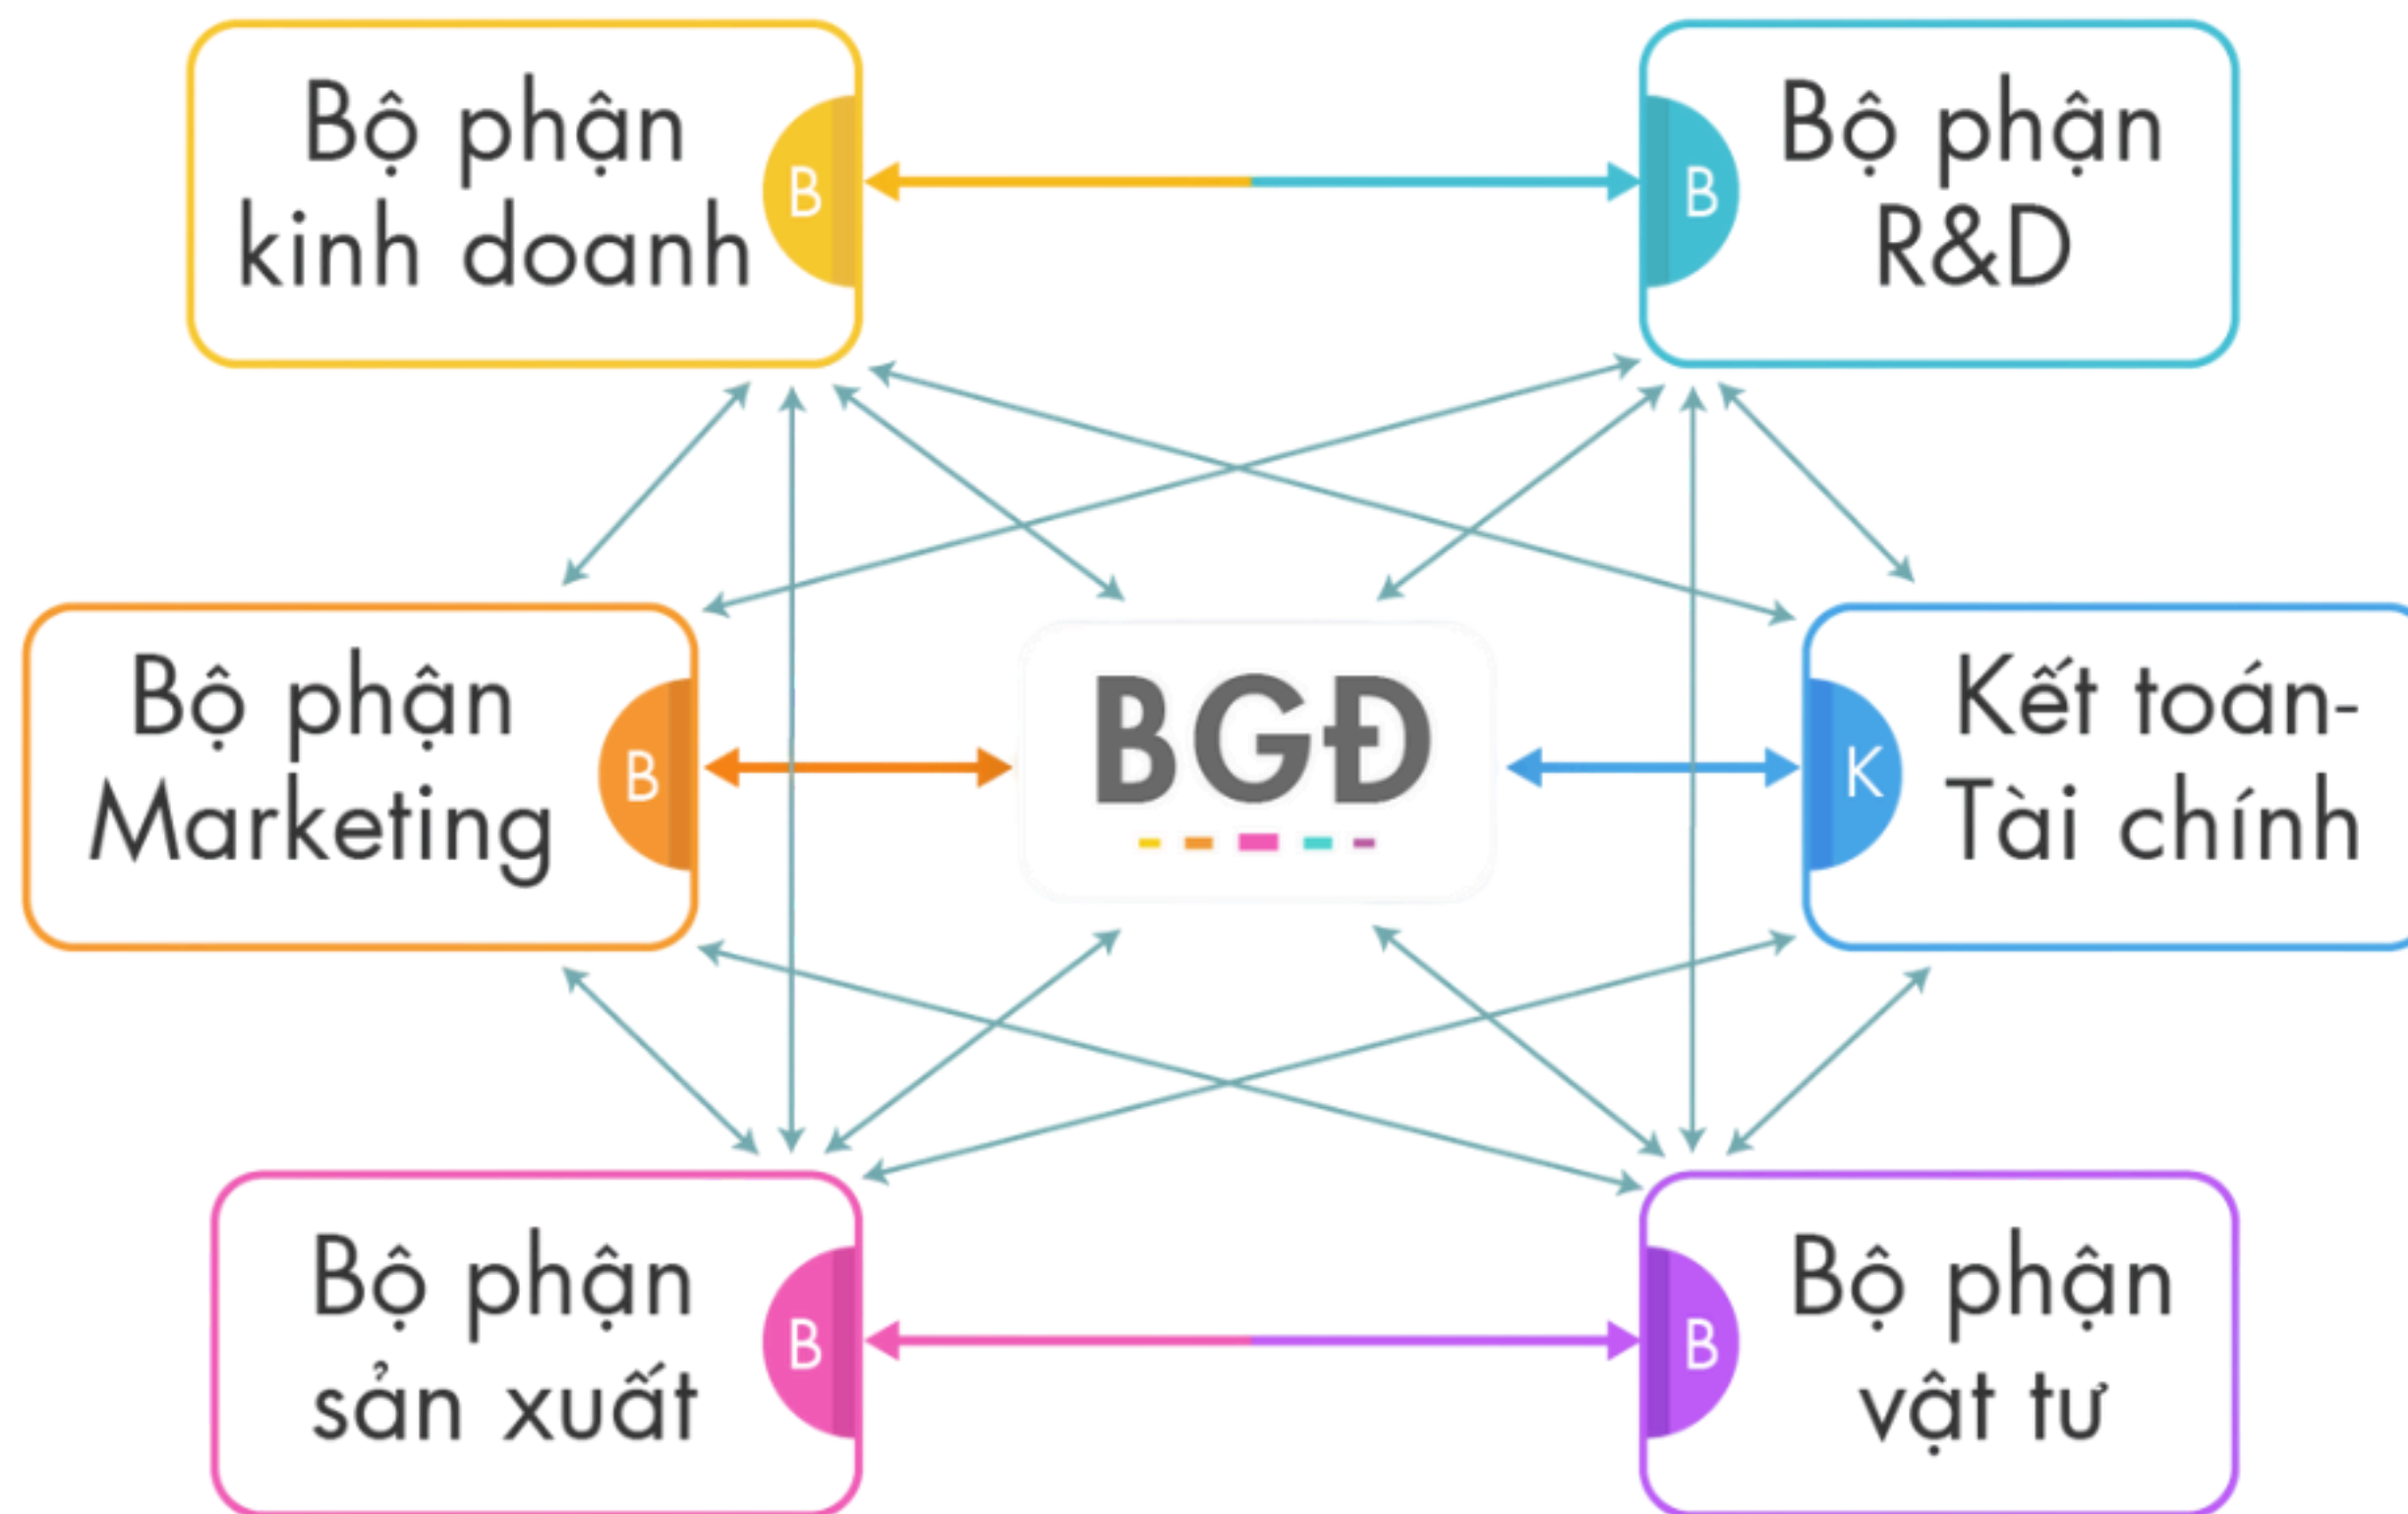 Bộ phận
kinh doanh
B
B
Bộ phận
R&D
Bộ phận
Marketing
B
BGĐ
K
Kết toán-
Tài chính
Bộ phận
sản xuất
B
B
Bộ phận
vật tư